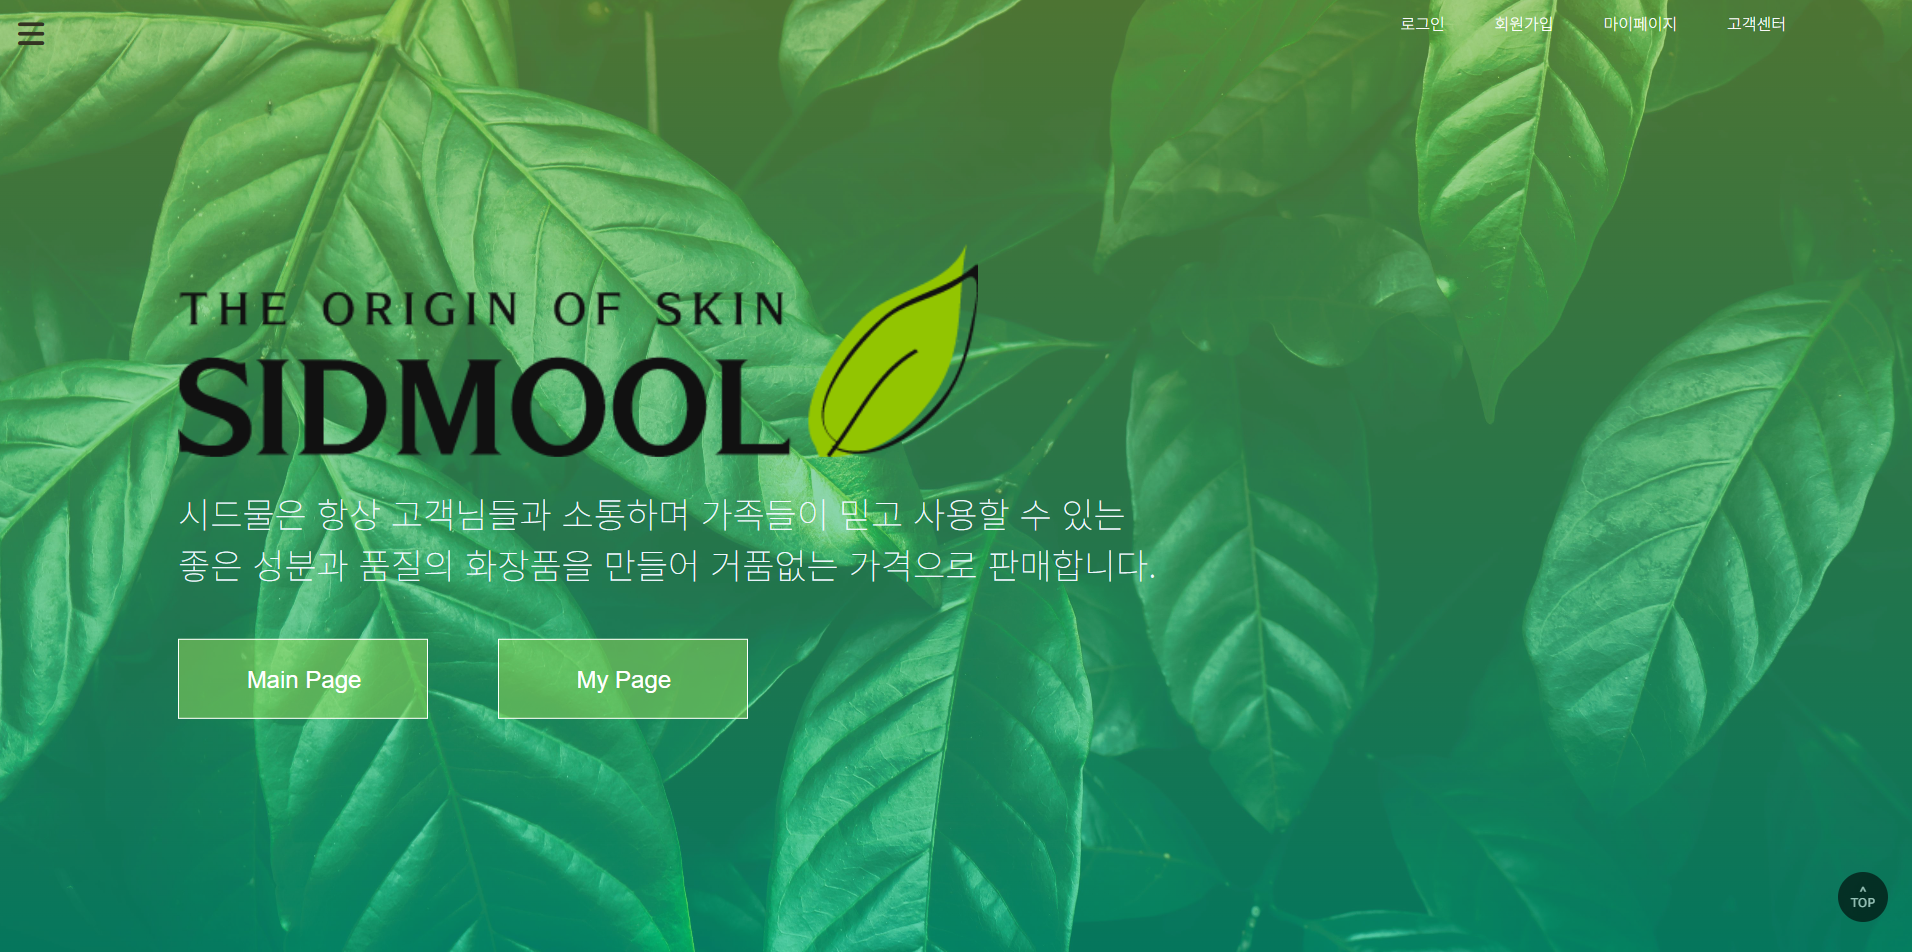 로그인 회원가입 마이페이지 고객센터
THE ORIGIN OF SKIN
SIDMOOL
시드물은 항상 고객님들과 소통하며 가족들이 믿고 사용할 수 있는
좋은 성분과 품질의 화장품을 만들어 거품없는 가격으로 판매합니다.
Main Page My Page
TOP